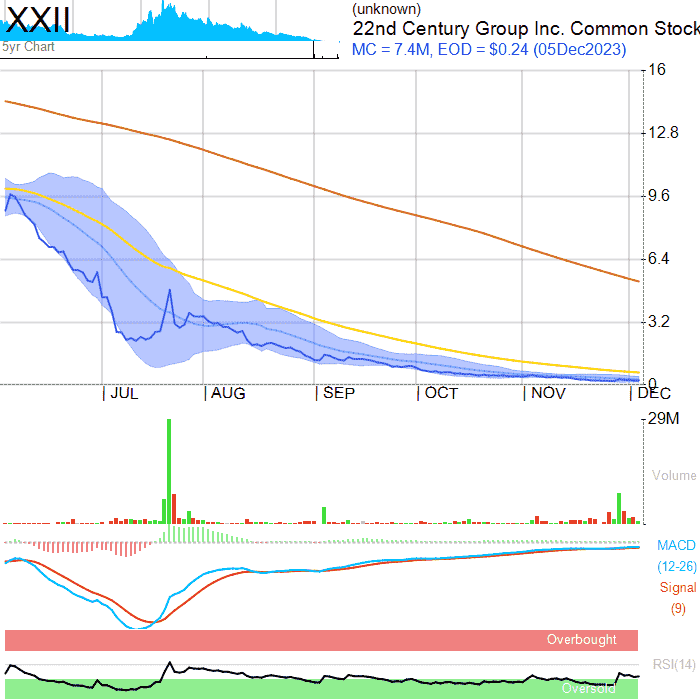 XXII
(unknown)
22nd Century Group Inc. Common Stock
5yr Chart
MC = 7.4M, EOD = $0.24 (05Dec2023)
16
12.8
9.6
6.4
3.2
0
JUL AUG SEP OCT NOV DEC
29M
Volume
MACD
(12-26)
Signal
(9)
Overbought
RSI(14)
Oversold